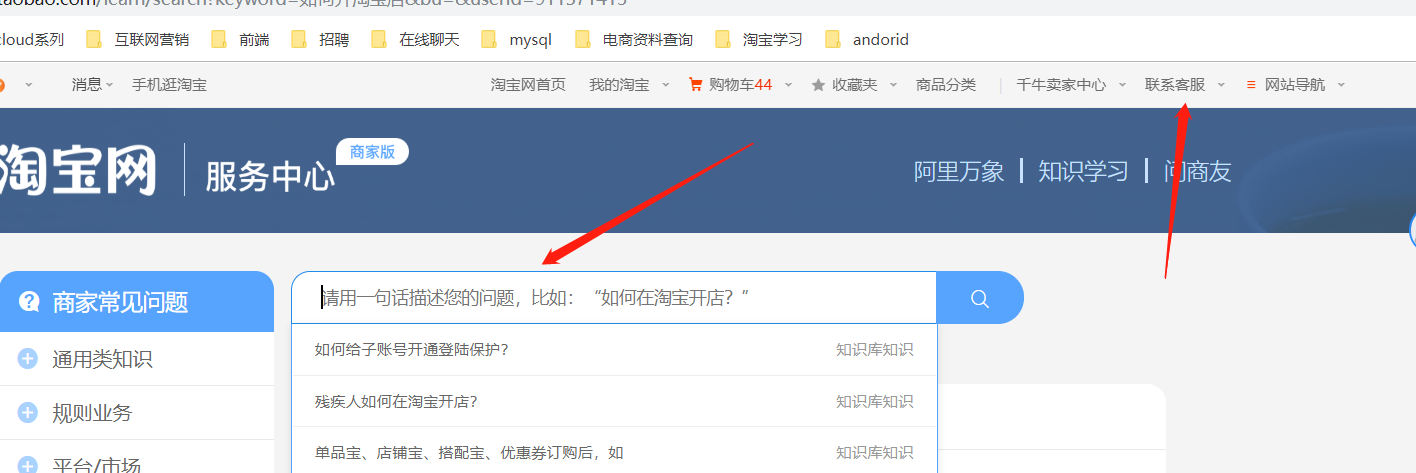 taobao.com/learn/search?keyword=如何开淘宝店&bu=&userId=911371415
cloud系列 互联网营销 前端 招聘 在线聊天 mysql 电商资料查询 淘宝学习 andorid
消息 手机逛淘宝 淘宝网首页 我的淘宝 购物车44 收藏夹 商品分类 千牛卖家中心 联系客服 网站导航
淘宝网 服务中心 商家版 阿里万象 知识学习 问商友
商家常见问题
请用一句话描述您的问题，比如：“如何在淘宝开店？”
通用类知识
如何给子账号开通登陆保护？ 知识库知识
规则业务
残疾人如何在淘宝开店？ 知识库知识
平台/市场
单品宝、店铺宝、搭配宝、优惠券订购后，如 知识库知识